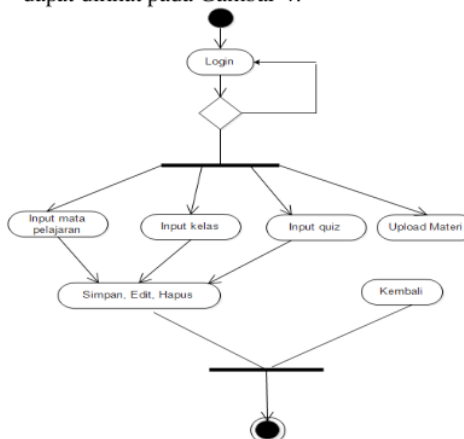 dapat dilihat pada Gambar 4.
Login
Input mata
pelajaran
Input kelas
Input quiz
Upload Materi
Simpan, Edit, Hapus
Kembali